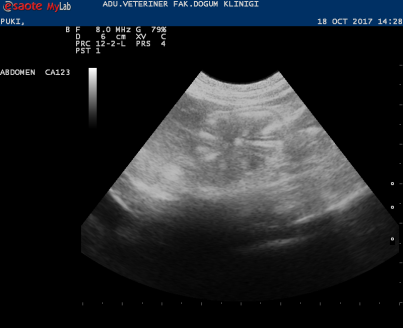 esaote MyLab
ADU.VETERINER FAK.DOGUM KLINIGI
PUKI,
18 OCT 2017 14:28
B F 8.0 MHz G 79%
D 6 cm XV C
PRC 12-2-L PRS 4
PST 1
ABDOMEN CA123